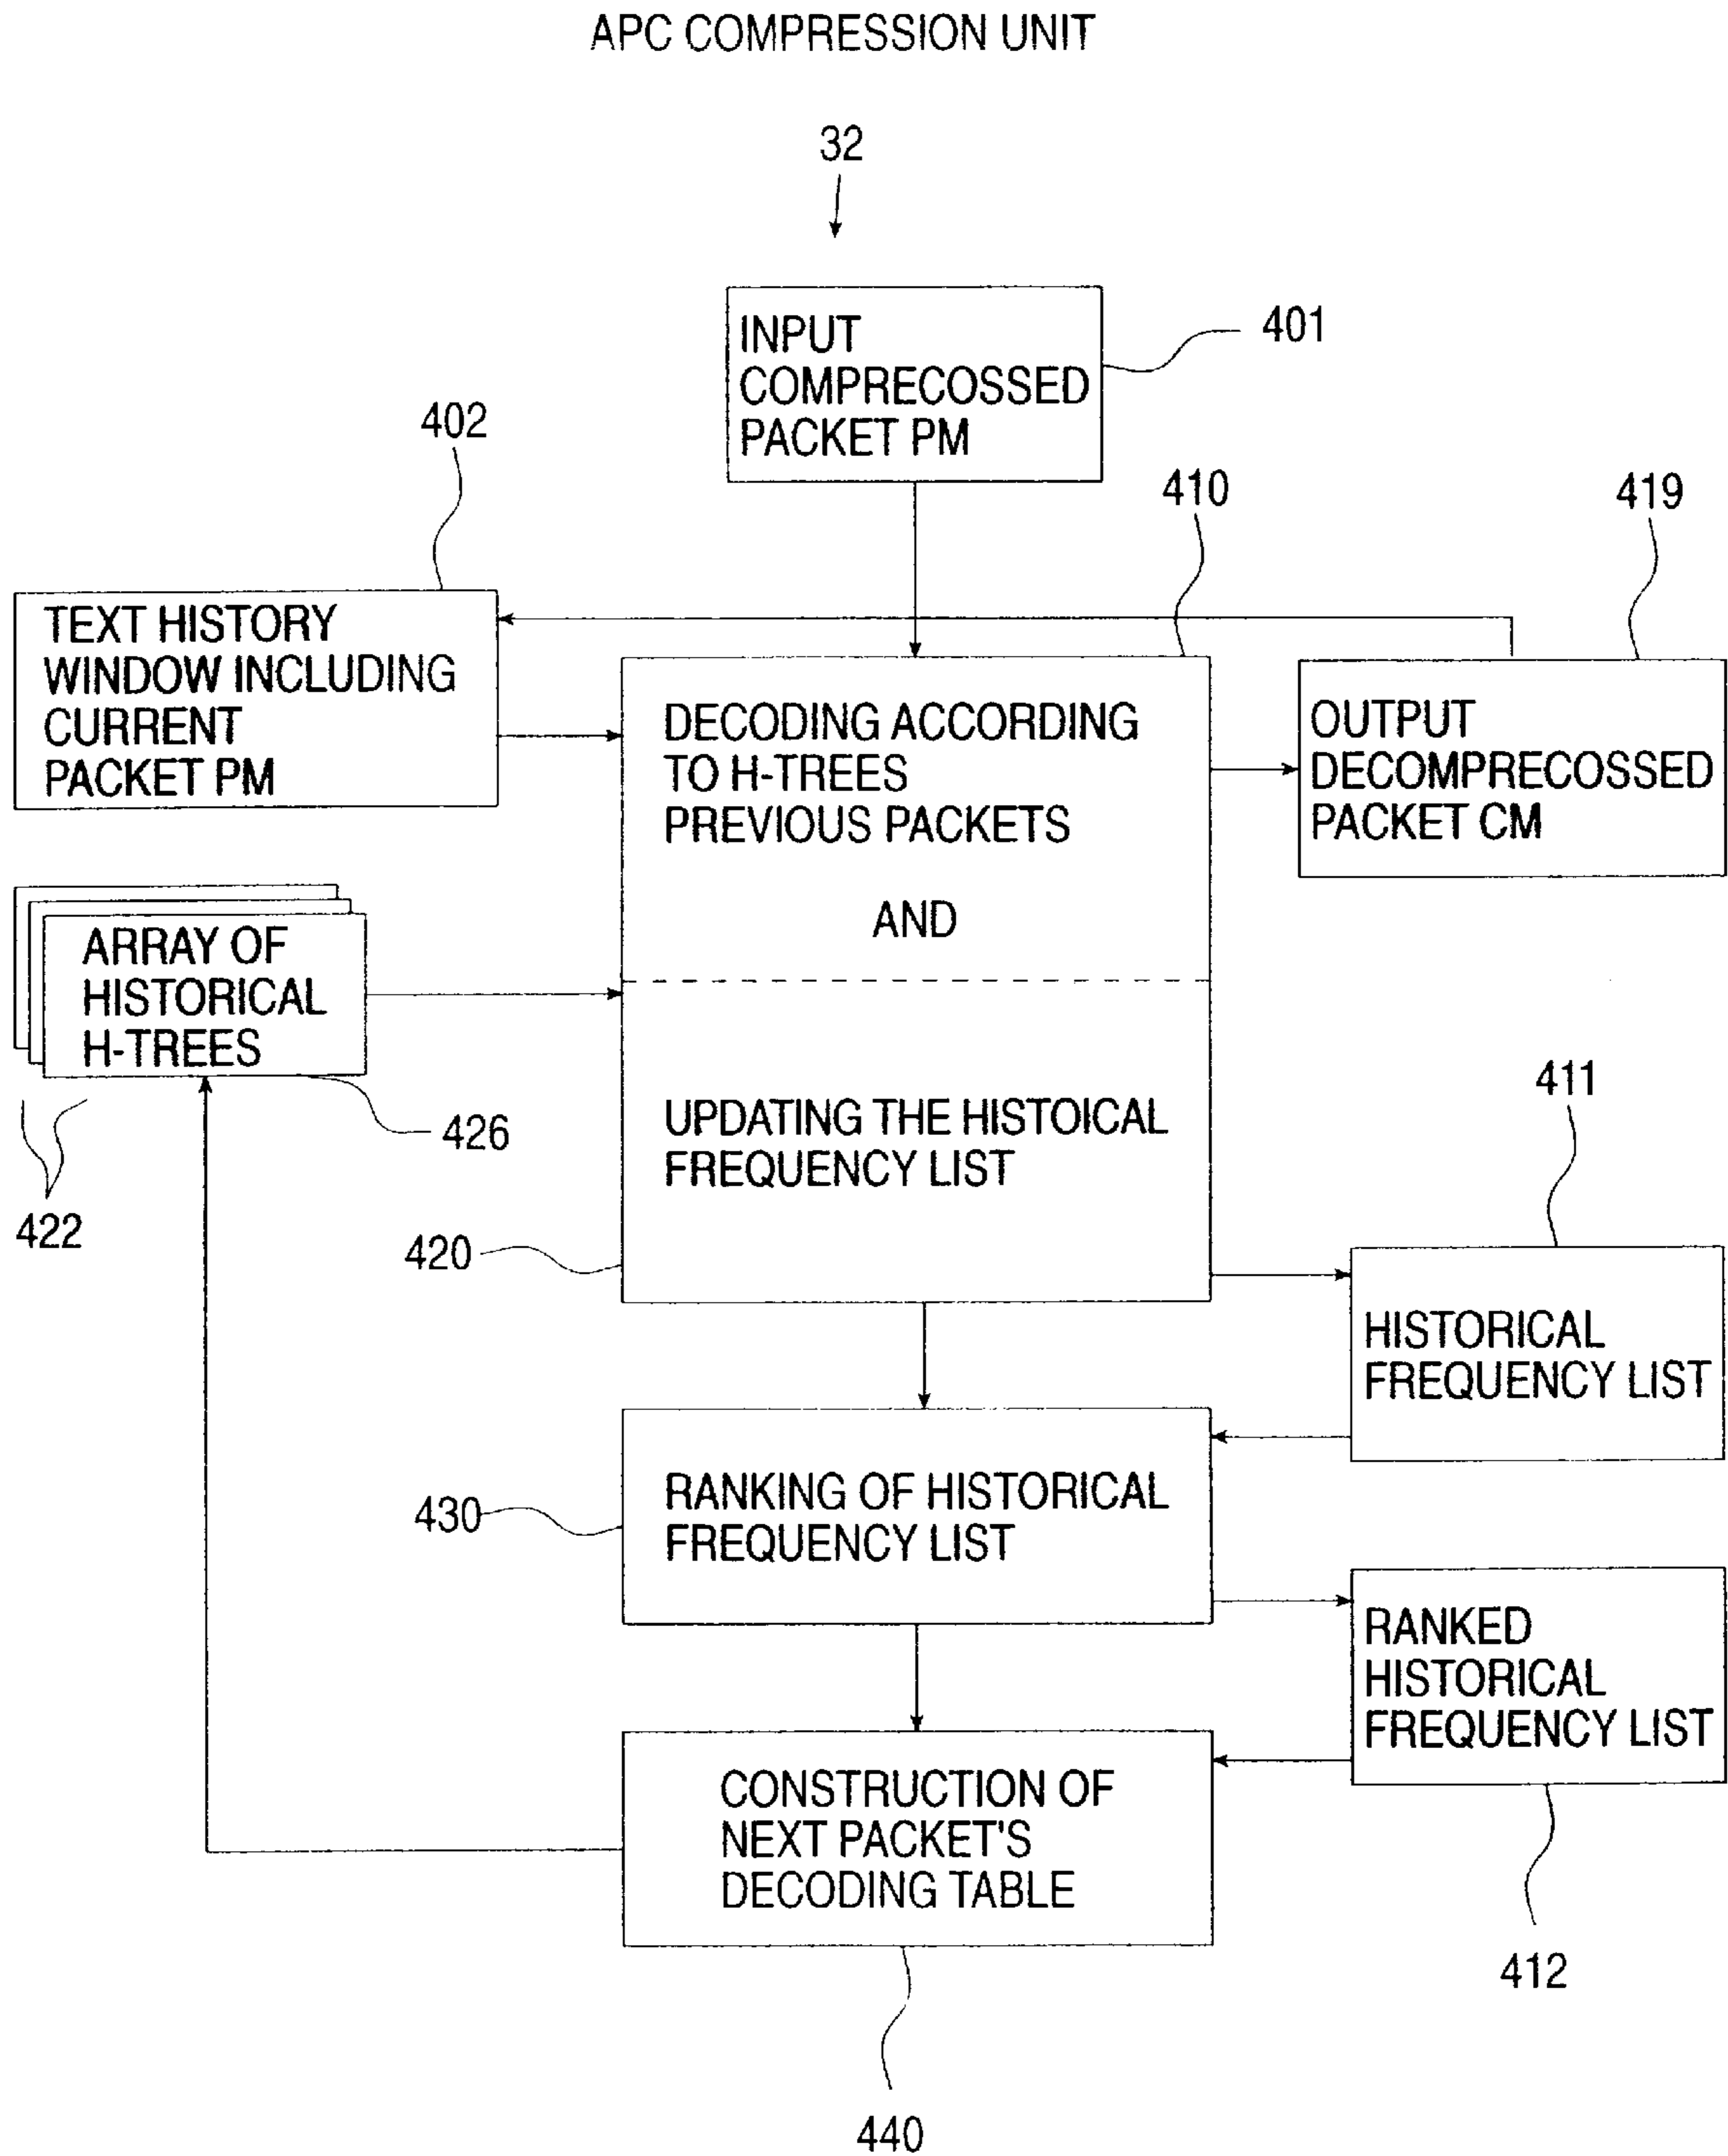 APC COMPRESSION UNIT
32
INPUT
COMPRECOSSED
PACKET PM
401
402
410
419
TEXT HISTORY
WINDOW INCLUDING
CURRENT
PACKET PM
DECODING ACCORDING
TO H-TREES
PREVIOUS PACKETS
AND
OUTPUT
DECOMPRECOSSED
PACKET CM
ARRAY OF
HISTORICAL
H-TREES
426
422
UPDATING THE HISTOICAL
FREQUENCY LIST
420
411
HISTORICAL
FREQUENCY LIST
RANKING OF HISTORICAL
FREQUENCY LIST
430
RANKED
HISTORICAL
FREQUENCY LIST
412
CONSTRUCTION OF
NEXT PACKET'S
DECODING TABLE
440